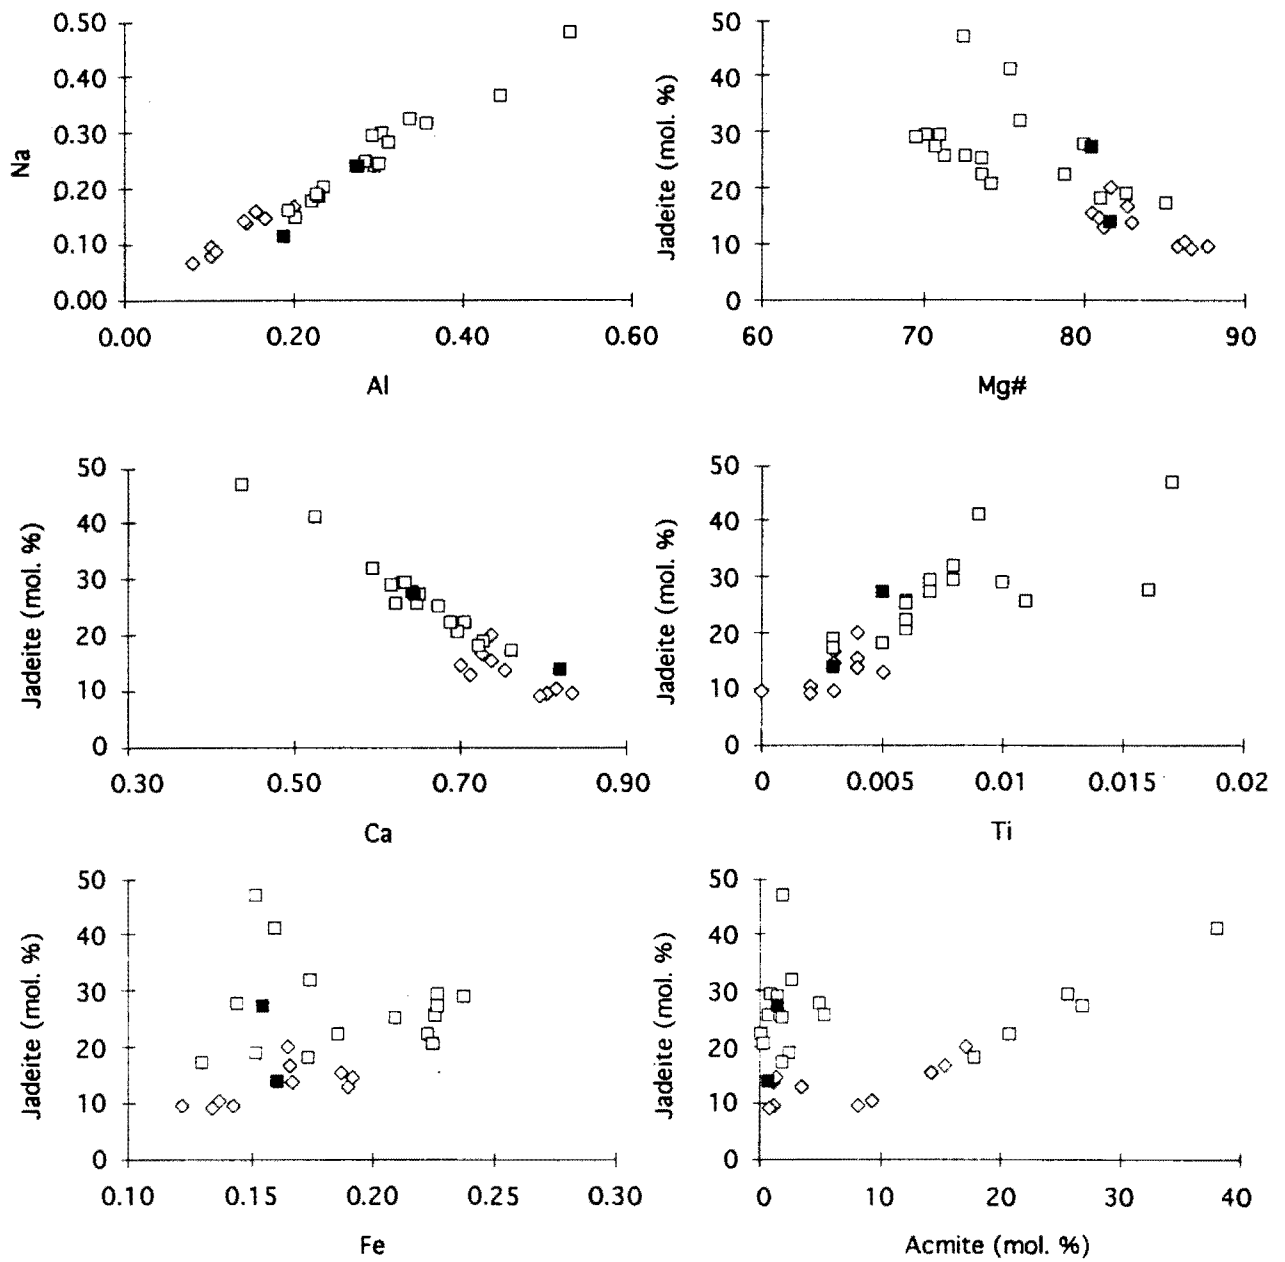 0.50
0.40
0.30
0.20
0.10
0.00
Na
0.00 0.20 0.40 0.60
Al
50
40
30
20
10
0
Jadeite (mol. %)
60 70 80 90
Mg#
50
40
30
20
10
0
Jadeite (mol. %)
0.30 0.50 0.70 0.90
Ca
50
40
30
20
10
0
Jadeite (mol. %)
0 0.005 0.01 0.015 0.02
Ti
50
40
30
20
10
0
Jadeite (mol. %)
0.10 0.15 0.20 0.25 0.30
Fe
50
40
30
20
10
0
Jadeite (mol. %)
0 10 20 30 40
Acmite (mol. %)